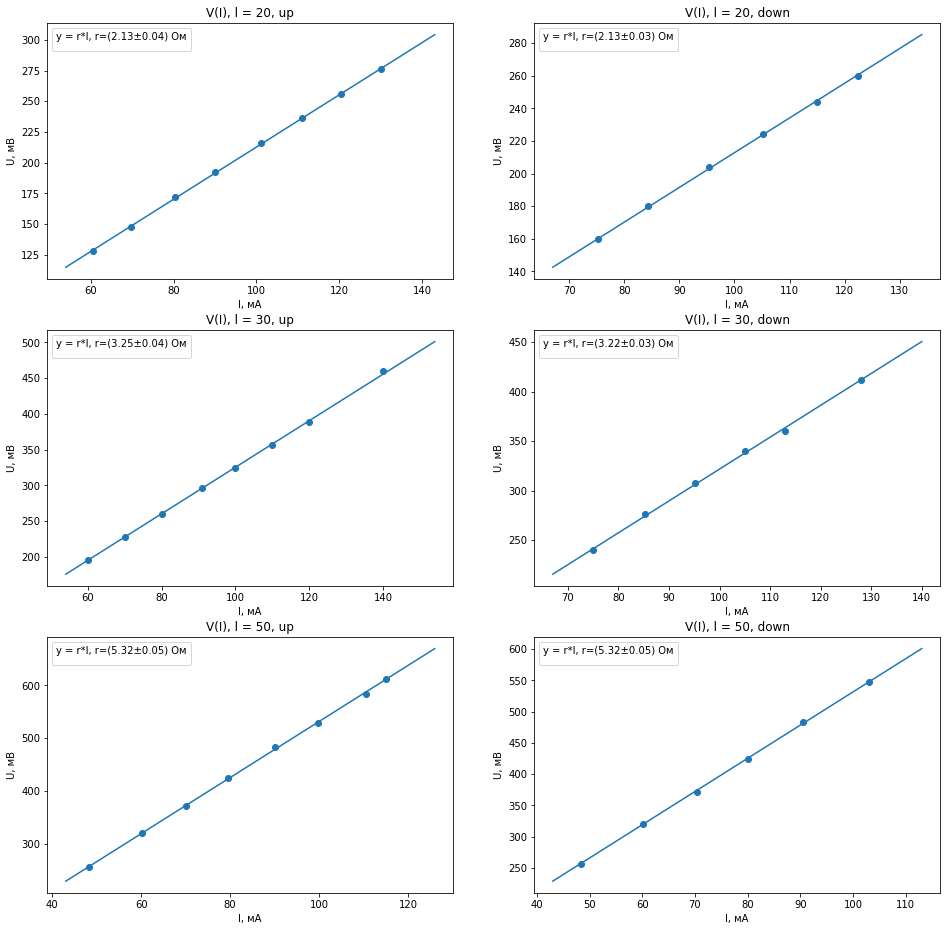 V(I), l = 20, up
y = r*I, r=(2.13±0.04) Ом
U, мВ
300
275
250
225
200
175
150
125
60 80 100 120 140
I, мА
V(I), l = 20, down
y = r*I, r=(2.13±0.03) Ом
U, мВ
280
260
240
220
200
180
160
140
70 80 90 100 110 120 130
I, мА
V(I), l = 30, up
y = r*I, r=(3.25±0.04) Ом
U, мВ
500
450
400
350
300
250
200
60 80 100 120 140
I, мА
V(I), l = 30, down
y = r*I, r=(3.22±0.03) Ом
U, мВ
450
400
350
300
250
70 80 90 100 110 120 130 140
I, мА
V(I), l = 50, up
y = r*I, r=(5.32±0.05) Ом
U, мВ
600
500
400
300
40 60 80 100 120
I, мА
V(I), l = 50, down
y = r*I, r=(5.32±0.05) Ом
U, мВ
600
550
500
450
400
350
300
250
40 50 60 70 80 90 100 110
I, мА